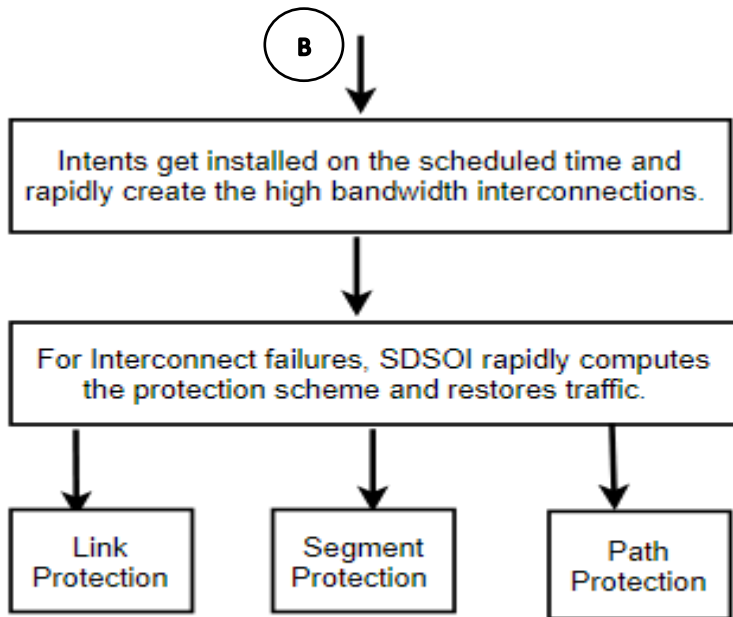 B
Intents get installed on the scheduled time and
rapidly create the high bandwidth interconnections.
For Interconnect failures, SDSOI rapidly computes
the protection scheme and restores traffic.
Link
Protection
Segment
Protection
Path
Protection